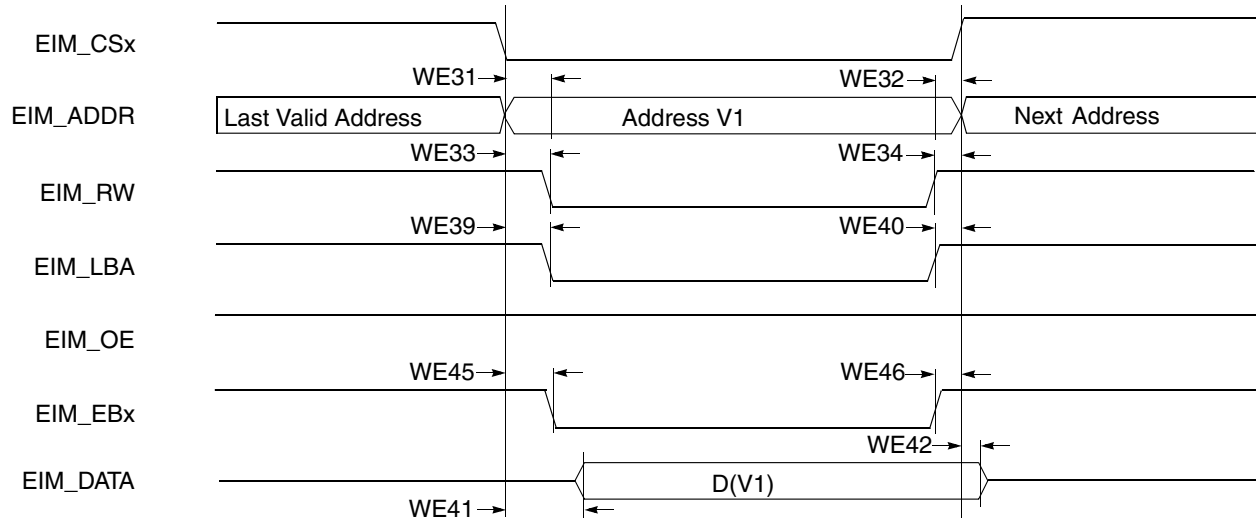 EIM_CSx
WE31
WE32
EIM_ADDR
Last Valid Address
Address V1
Next Address
WE33
WE34
EIM_RW
WE39
WE40
EIM_LBA
EIM_OE
WE45
WE46
EIM_EBx
WE42
EIM_DATA
D(V1)
WE41